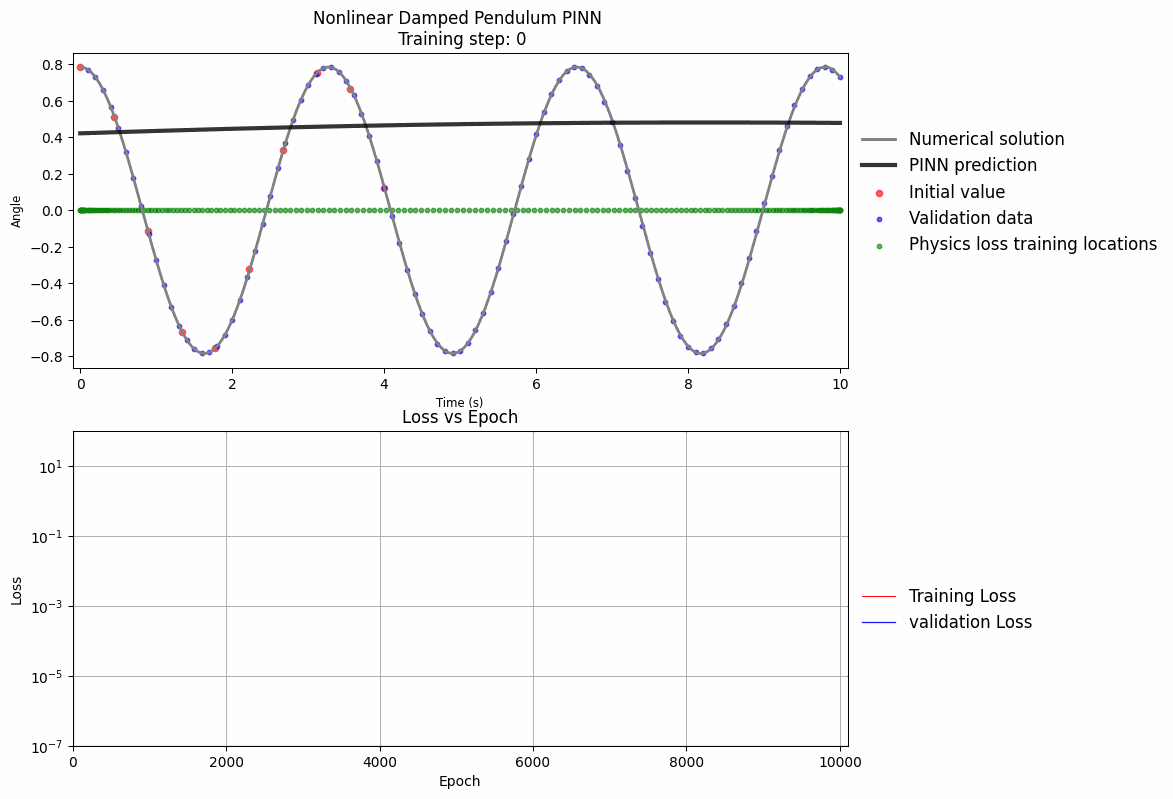 Nonlinear Damped Pendulum PINN
Training step: 0
0.8
0.6
0.4
0.2
0.0
−0.2
−0.4
−0.6
−0.8
Angle
0 2 4 6 8 10
Time (s)
Numerical solution
PINN prediction
Initial value
Validation data
Physics loss training locations
Loss vs Epoch
10¹
10⁻¹
10⁻³
10⁻⁵
10⁻⁷
Loss
0 2000 4000 6000 8000 10000
Epoch
Training Loss
validation Loss